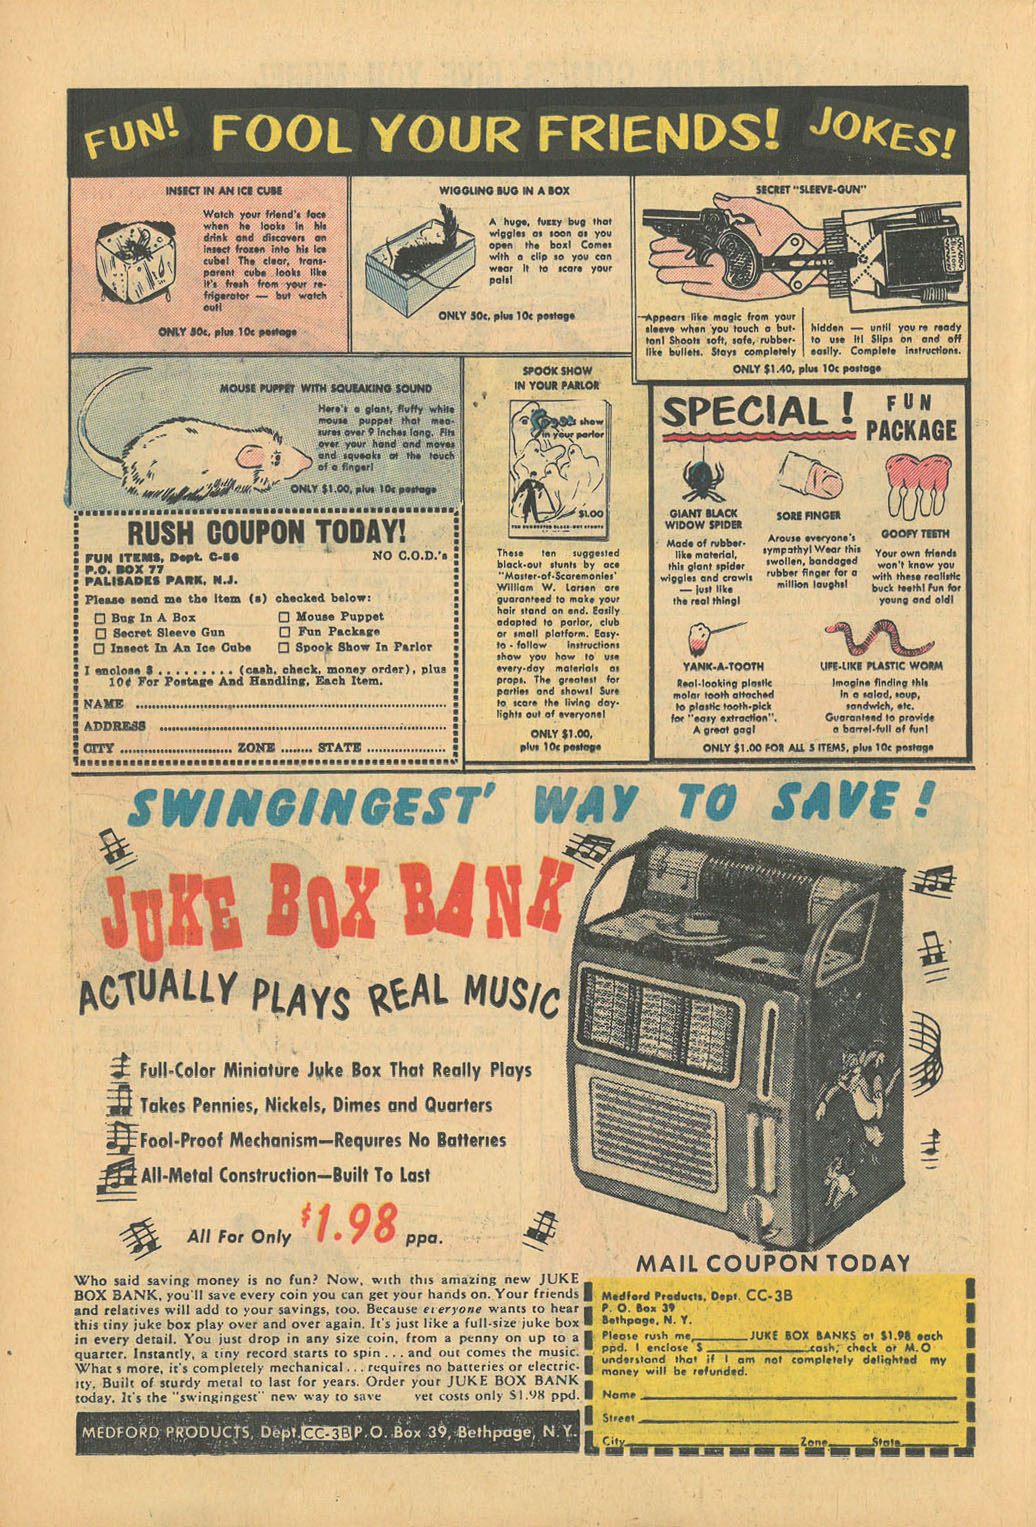 FUN! FOOL YOUR FRIENDS! JOKES!
INSECT IN AN ICE CUBE
Watch your friend's face
when he looks in his
drink and discovers an
insect frozen into his ice
cube! The clear, trans-
parent cube looks like
it's fresh from your re-
frigerator — but watch
out!
ONLY 50c, plus 10c postage
WIGGLING BUG IN A BOX
A huge, fuzzy bug that
wiggles as soon as you
open the box! Comes
with a clip so you can
wear it to scare your
pals!
ONLY 50c, plus 10c postage
SECRET "SLEEVE-GUN"
Appears like magic from your
sleeve when you touch a but-
ton! Shoots soft, safe, rubber-
like bullets. Stays completely
hidden — until you're ready
to use it! Slips on and off
easily. Complete instructions.
ONLY $1.40, plus 10c postage
MOUSE PUPPET WITH SQUEAKING SOUND
Here's a giant, fluffy white
mouse puppet that mea-
sures over 9 inches long. Fits
over your hand and moves
and squeaks at the touch
of a finger!
ONLY $1.00, plus 10c postage
SPOOK SHOW
IN YOUR PARLOR
Spook show
in your parlor
$1.00
TEN SUGGESTED BLACK-OUT STUNTS
These ten suggested
black-out stunts by ace
"Master-of-Scaremonies'
William W. Larsen are
guaranteed to make your
hair stand on end. Easily
adapted to parlor, club
or small platform. Easy-
to-follow instructions
show you how to use
every-day materials as
props. The greatest for
parties and shows! Sure
to scare the living day-
lights out of everyone!
ONLY $1.00,
plus 10c postage
SPECIAL! FUN
PACKAGE
GIANT BLACK
WIDOW SPIDER
Made of rubber-
like material,
this giant spider
wiggles and crawls
— just like
the real thing!
SORE FINGER
Arouse everyone's
sympathy! Wear this
swollen, bandaged
rubber finger for a
million laughs!
GOOFY TEETH
Your own friends
won't know you
with these realistic
buck teeth! Fun for
young and old!
YANK-A-TOOTH
Real-looking plastic
molar tooth attached
to plastic tooth-pick
for "easy extraction".
A great gag!
LIFE-LIKE PLASTIC WORM
Imagine finding this
in a salad, soup,
sandwich, etc.
Guaranteed to provide
a barrel-full of fun!
ONLY $1.00 FOR ALL 5 ITEMS, plus 10c postage
RUSH COUPON TODAY!
FUN ITEMS, Dept. C-56 NO C.O.D.'s
P.O. BOX 77
PALISADES PARK, N.J.
Please send me the item (s) checked below:
Bug In A Box Mouse Puppet
Secret Sleeve Gun Fun Package
Insect In An Ice Cube Spook Show In Parlor
I enclose $ .......... (cash, check, money order), plus
10¢ For Postage And Handling, Each Item.
NAME
ADDRESS
CITY ZONE STATE
SWINGINGEST' WAY TO SAVE!
JUKE BOX BANK
ACTUALLY PLAYS REAL MUSIC
Full-Color Miniature Juke Box That Really Plays
Takes Pennies, Nickels, Dimes and Quarters
Fool-Proof Mechanism—Requires No Batteries
All-Metal Construction—Built To Last
All For Only $1.98 ppa.
Who said saving money is no fun? Now, with this amazing new JUKE
BOX BANK, you'll save every coin you can get your hands on. Your friends
and relatives will add to your savings, too. Because everyone wants to hear
this tiny juke box play over and over again. It's just like a full-size juke box
in every detail. You just drop in any size coin, from a penny on up to a
quarter. Instantly, a tiny record starts to spin ... and out comes the music.
What s more, it's completely mechanical ... requires no batteries or electric-
ity. Built of sturdy metal to last for years. Order your JUKE BOX BANK
today. It's the "swingingest" new way to save yet costs only $1.98 ppd.
MEDFORD PRODUCTS, Dept. CC-3B P.O. Box 39, Bethpage, N.Y.
MAIL COUPON TODAY
Medford Products, Dept. CC-3B
P. O. Box 39
Bethpage, N. Y.
Please rush me, ______ JUKE BOX BANKS at $1.98 each
ppd. I enclose $ ______ cash, check or M.O
understand that if I am not completely delighted my
money will be refunded.
Name
Street
City Zone State